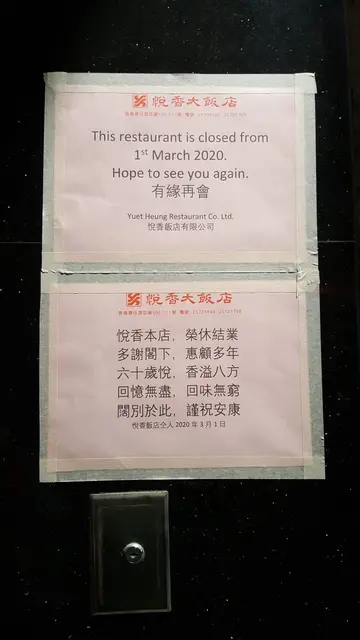 悅香大飯店
This restaurant is closed from
1st March 2020.
Hope to see you again.
有緣再會
Yuet Heung Restaurant Co. Ltd.
悅香飯店有限公司
悅香大飯店
悅香本店，榮休結業
多謝閣下，惠顧多年
六十歲悅，香溢八方
回憶無盡，回味無窮
闊別於此，謹祝安康
悅香飯店仝人 2020 年 3 月 1 日